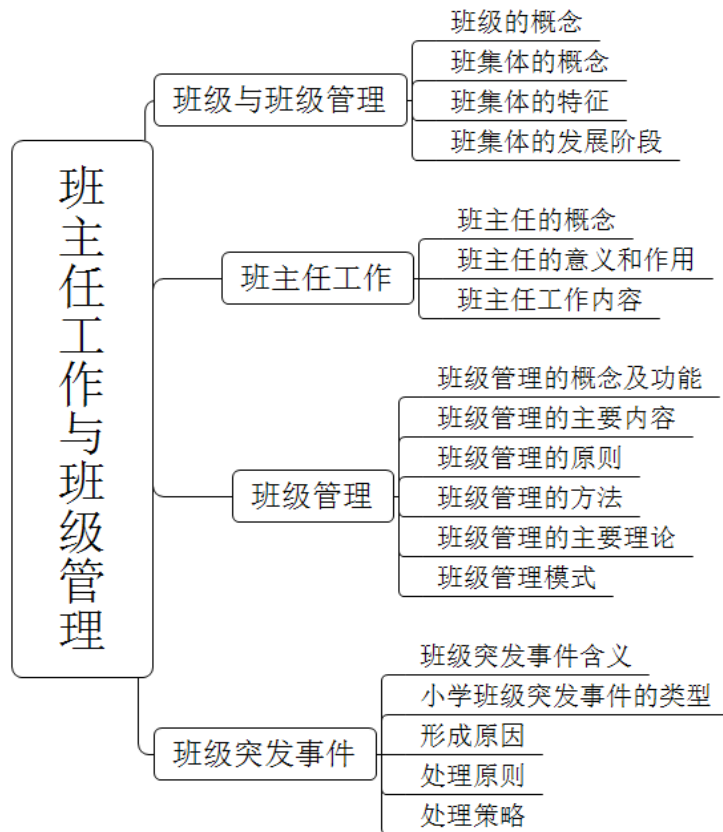 班主任工作与班级管理
班级与班级管理
班级的概念
班集体的概念
班集体的特征
班集体的发展阶段
班主任工作
班主任的概念
班主任的意义和作用
班主任工作内容
班级管理
班级管理的概念及功能
班级管理的主要内容
班级管理的原则
班级管理的方法
班级管理的主要理论
班级管理模式
班级突发事件
班级突发事件含义
小学班级突发事件的类型
形成原因
处理原则
处理策略